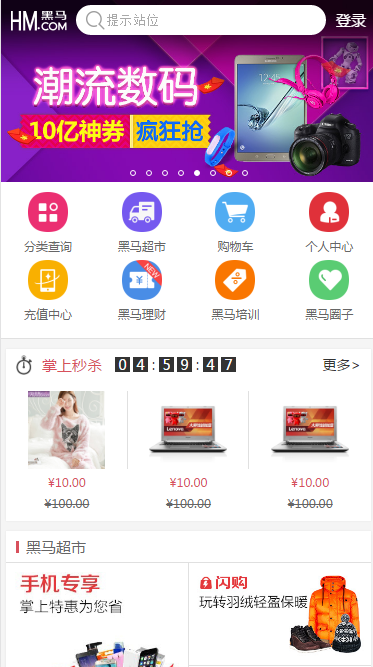 HM 黑马 .COM 提示站位 登录
潮流数码
10亿神券 疯狂抢
分类查询 黑马超市 购物车 个人中心
NEW
充值中心 黑马理财 黑马培训 黑马圈子
掌上秒杀 04:59:47 更多>
¥10.00 ¥10.00 ¥10.00
¥100.00 ¥100.00 ¥100.00
黑马超市
手机专享 闪购
掌上特惠为您省 玩转羽绒轻盈保暖